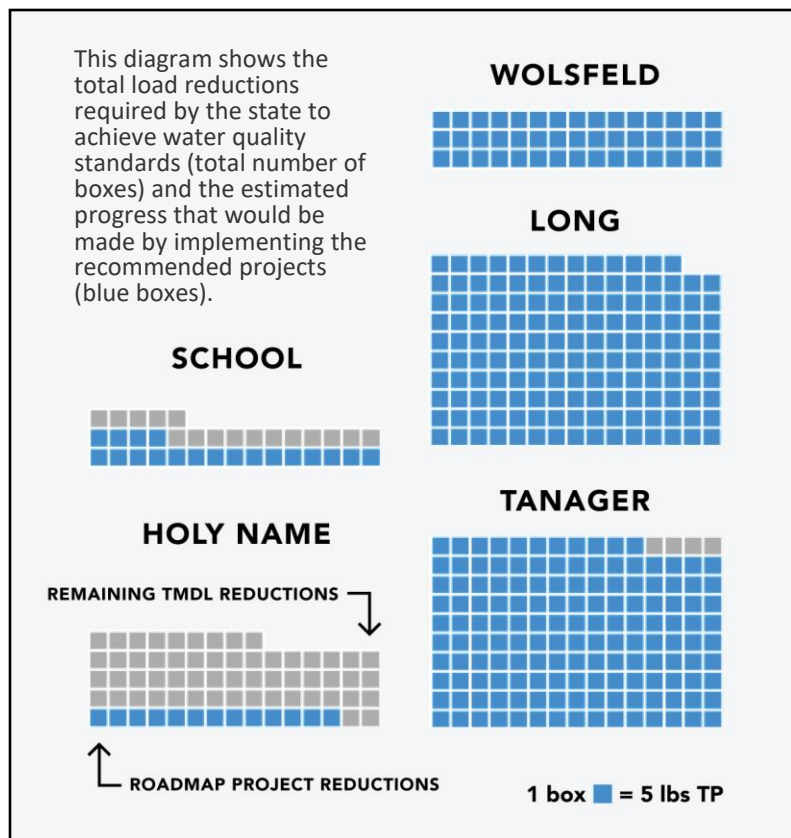 This diagram shows the
total load reductions
required by the state to
achieve water quality
standards (total number of
boxes) and the estimated
progress that would be
made by implementing the
recommended projects
(blue boxes).
WOLSFELD
LONG
SCHOOL
TANAGER
HOLY NAME
REMAINING TMDL REDUCTIONS
ROADMAP PROJECT REDUCTIONS
1 box = 5 lbs TP